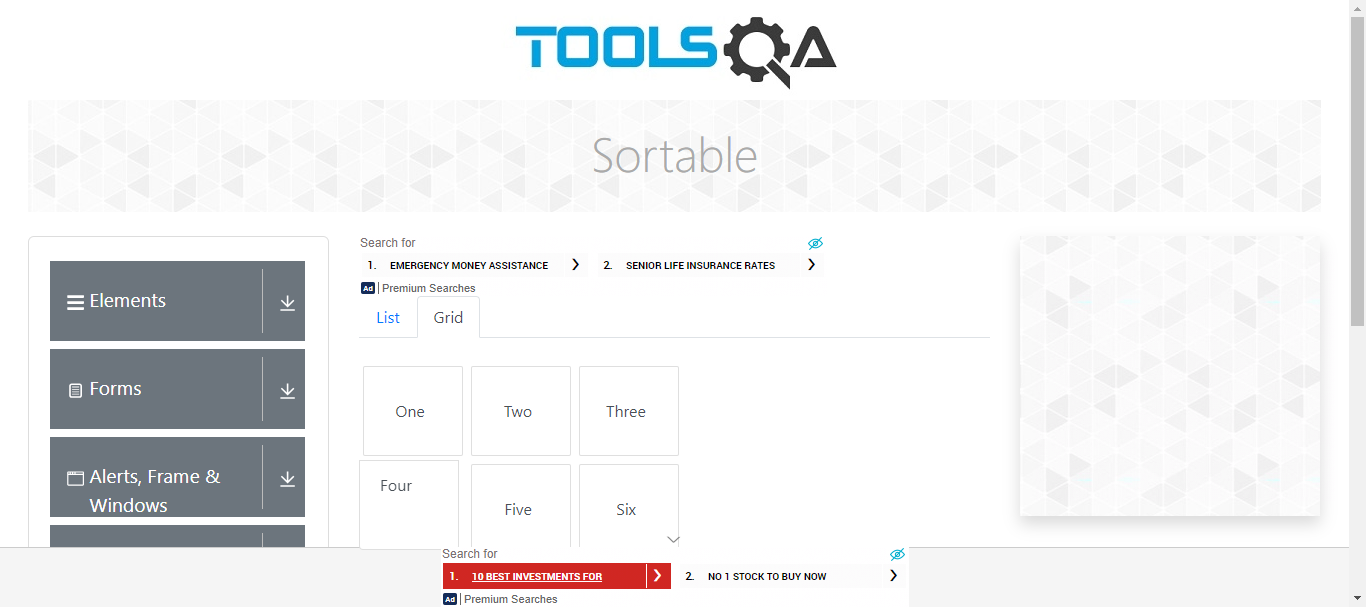 TOOLSQA
Sortable
Elements
Forms
Alerts, Frame &
Windows
Search for
1. EMERGENCY MONEY ASSISTANCE
2. SENIOR LIFE INSURANCE RATES
Ad | Premium Searches
List
Grid
One
Two
Three
Four
Five
Six
Search for
1. 10 BEST INVESTMENTS FOR
2. NO 1 STOCK TO BUY NOW
Ad | Premium Searches